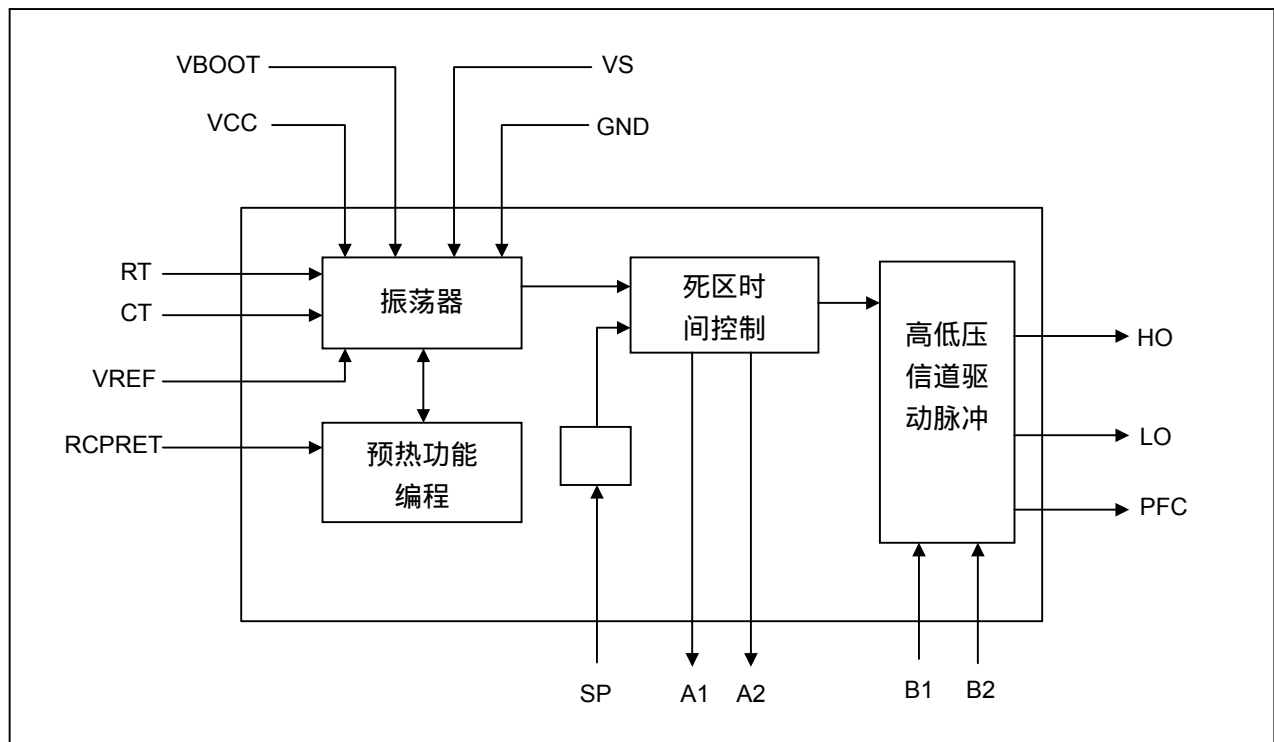 VBOOT
VS
VCC
GND
RT
CT
VREF
RCPRET
振荡器
预热功能
编程
死区时
间控制
高低压
信道驱
动脉冲
HO
LO
PFC
SP
A1
A2
B1
B2